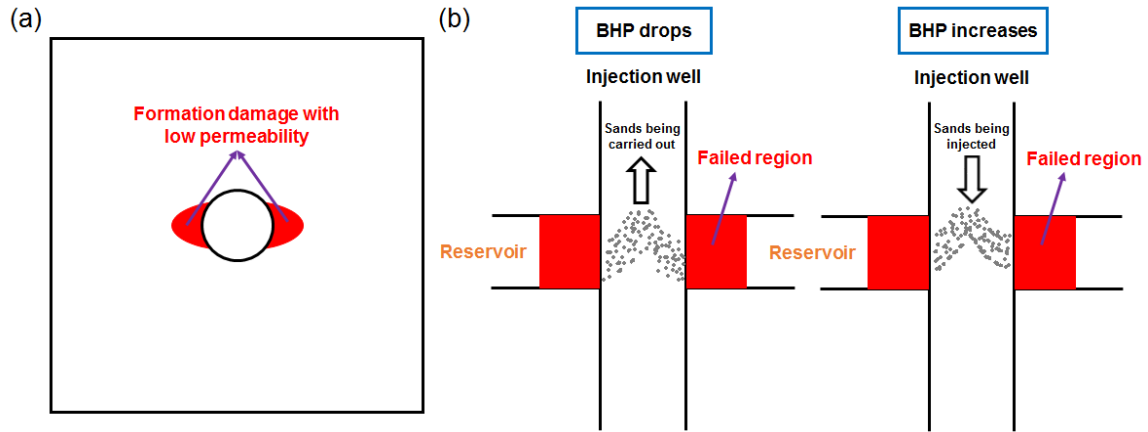 (a)
Formation damage with
low permeability
(b)
BHP drops
Injection well
Sands being
carried out
Failed region
Reservoir
BHP increases
Injection well
Sands being
injected
Failed region
Reservoir